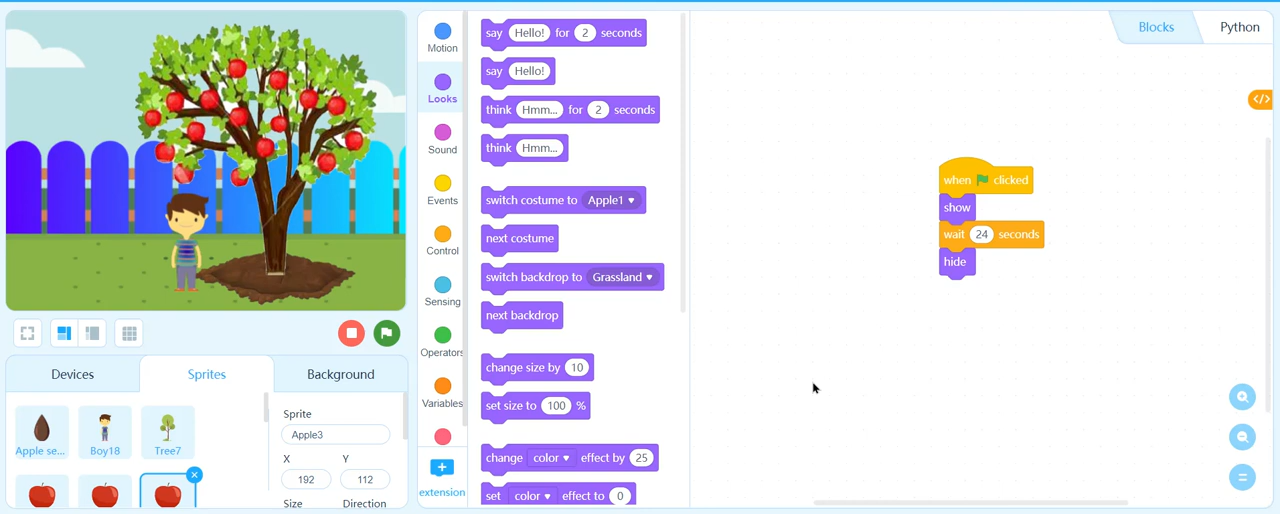 Blocks
Python
Motion
Looks
Sound
Events
Control
Sensing
Operators
Variables
extension
say Hello! for 2 seconds
say Hello!
think Hmm... for 2 seconds
think Hmm...
switch costume to Apple1
next costume
switch backdrop to Grassland
next backdrop
change size by 10
set size to 100 %
change color effect by 25
set color effect to 0
when clicked
show
wait 24 seconds
hide
Devices
Sprites
Background
Apple se...
Boy18
Tree7
Sprite
Apple3
X
Y
192
112
Size
Direction